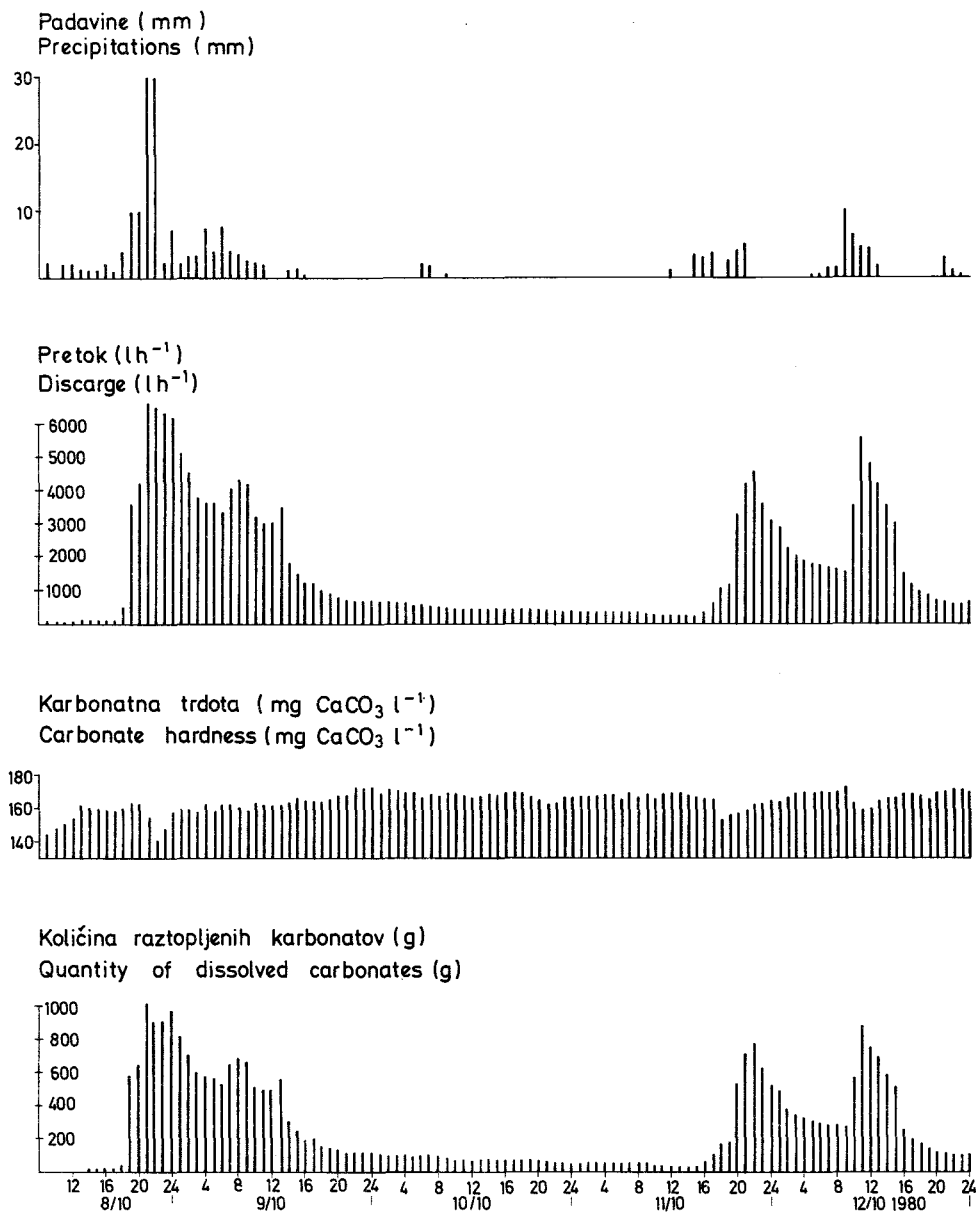 Padavine ( mm )
Precipitations ( mm )
30
20
10
Pretok (lh⁻¹)
Discarge (lh⁻¹)
6000
5000
4000
3000
2000
1000
Karbonatna trdota ( mg CaCO₃ l⁻¹)
Carbonate hardness ( mg CaCO₃ l⁻¹)
180
160
140
Količina raztopljenih karbonatov (g)
Quantity of dissolved carbonates (g)
1000
800
600
400
200
12 16 20 24 4 8 12 16 20 24 4 8 12 16 20 24 4 8 12 16 20 24 4 8 12 16 20 24
8/10 9/10 10/10 11/10 12/10 1980